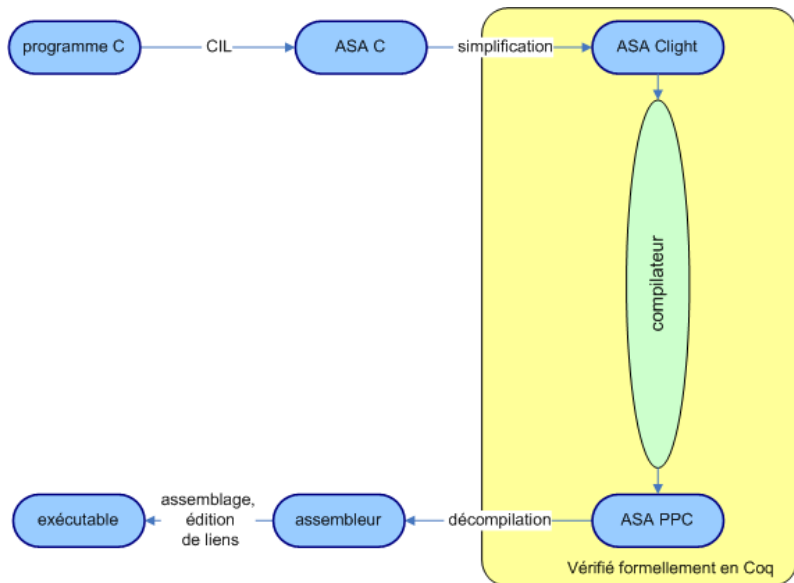 programme C
CIL
ASA C
simplification
ASA Clight
compilateur
exécutable
assemblage,
édition
de liens
assembleur
décompilation
ASA PPC
Vérifié formellement en Coq